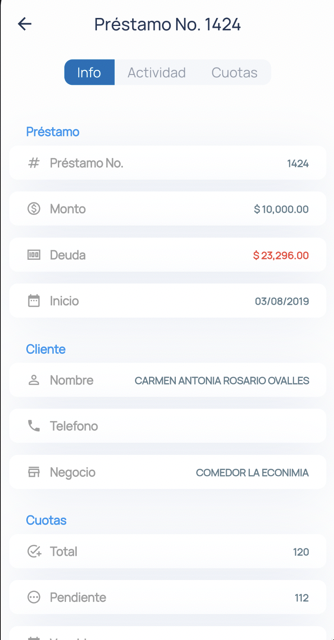 Préstamo No. 1424
Info Actividad Cuotas
Préstamo
# Préstamo No. 1424
Monto $ 10,000.00
Deuda $ 23,296.00
Inicio 03/08/2019
Cliente
Nombre CARMEN ANTONIA ROSARIO OVALLES
Telefono
Negocio COMEDOR LA ECONIMIA
Cuotas
Total 120
Pendiente 112